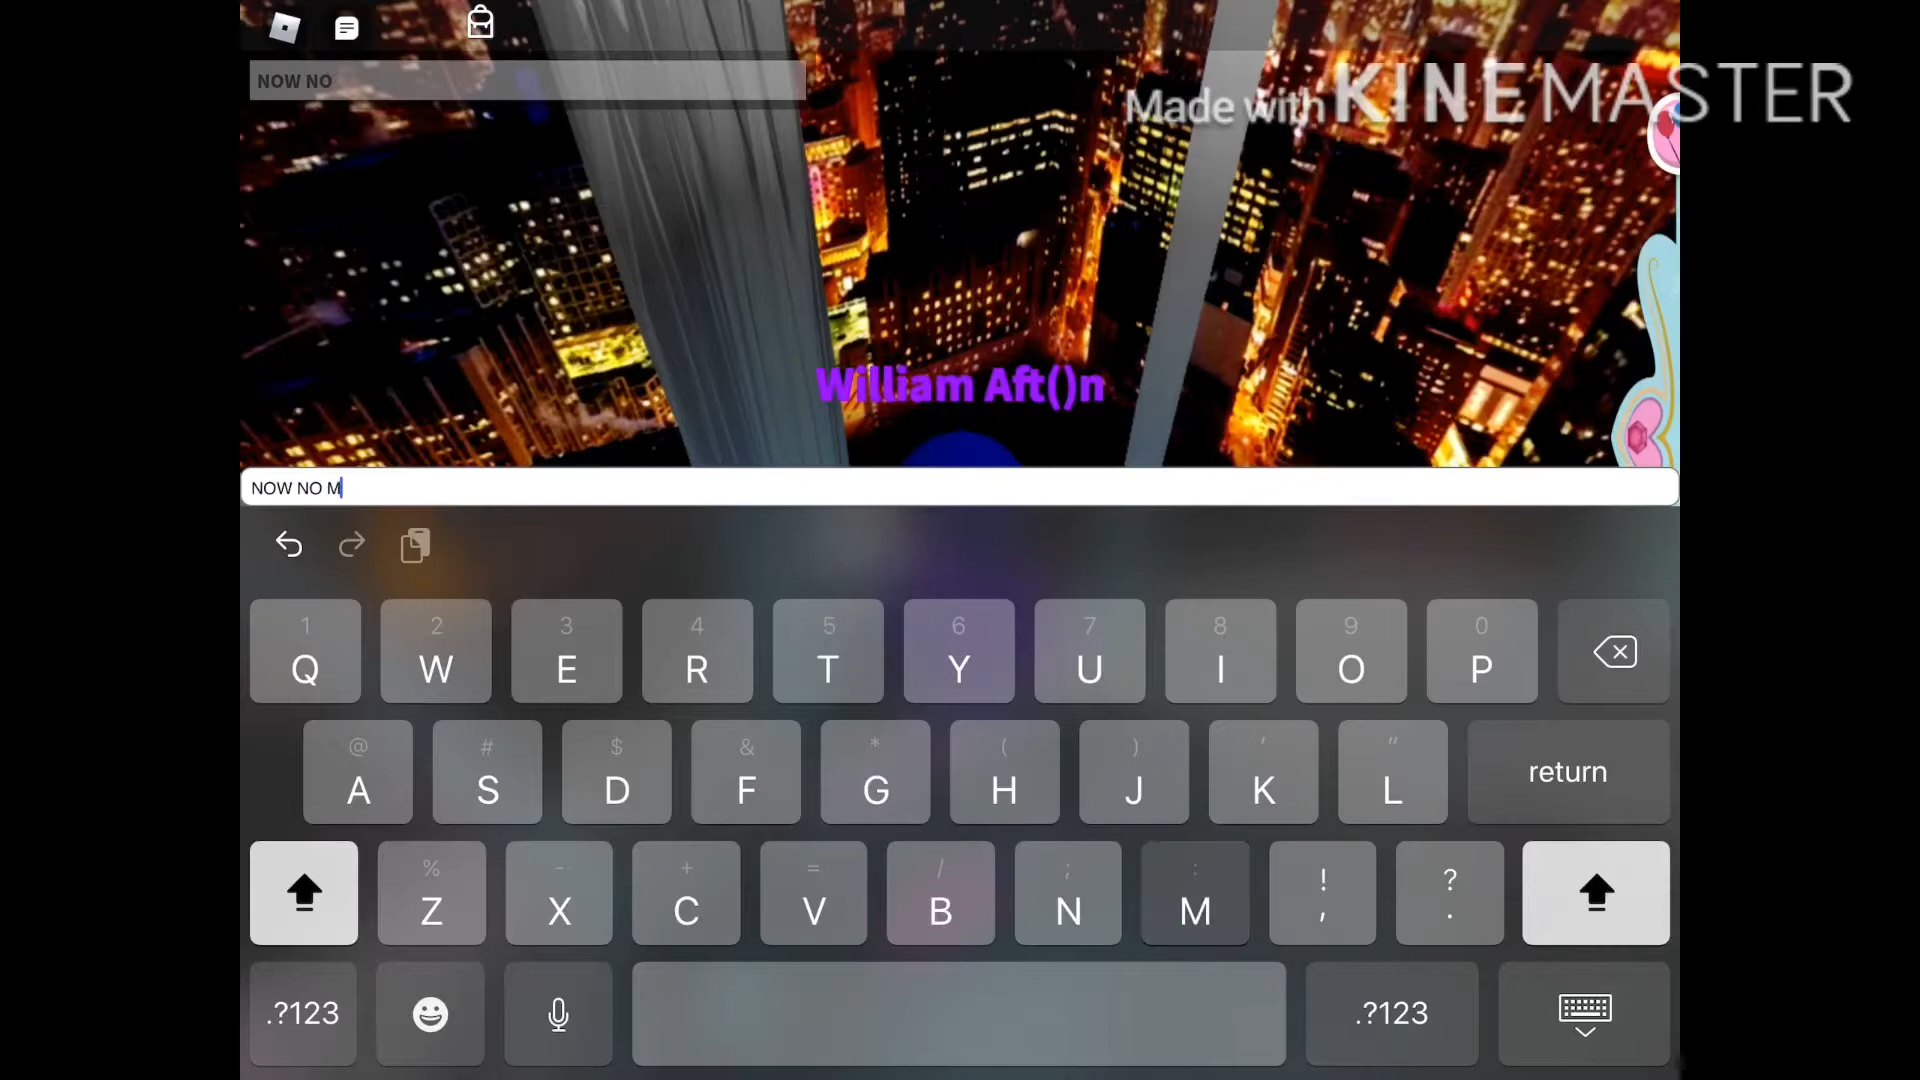 NOW NO
Made with KINEMASTER
William Aft()n
NOW NO M
1 2 3 4 5 6 7 8 9 0
Q W E R T Y U I O P
@ # $ & * ( ) ' "
A S D F G H J K L return
% - + = / ; : ! ?
Z X C V B N M , .
.?123 .?123